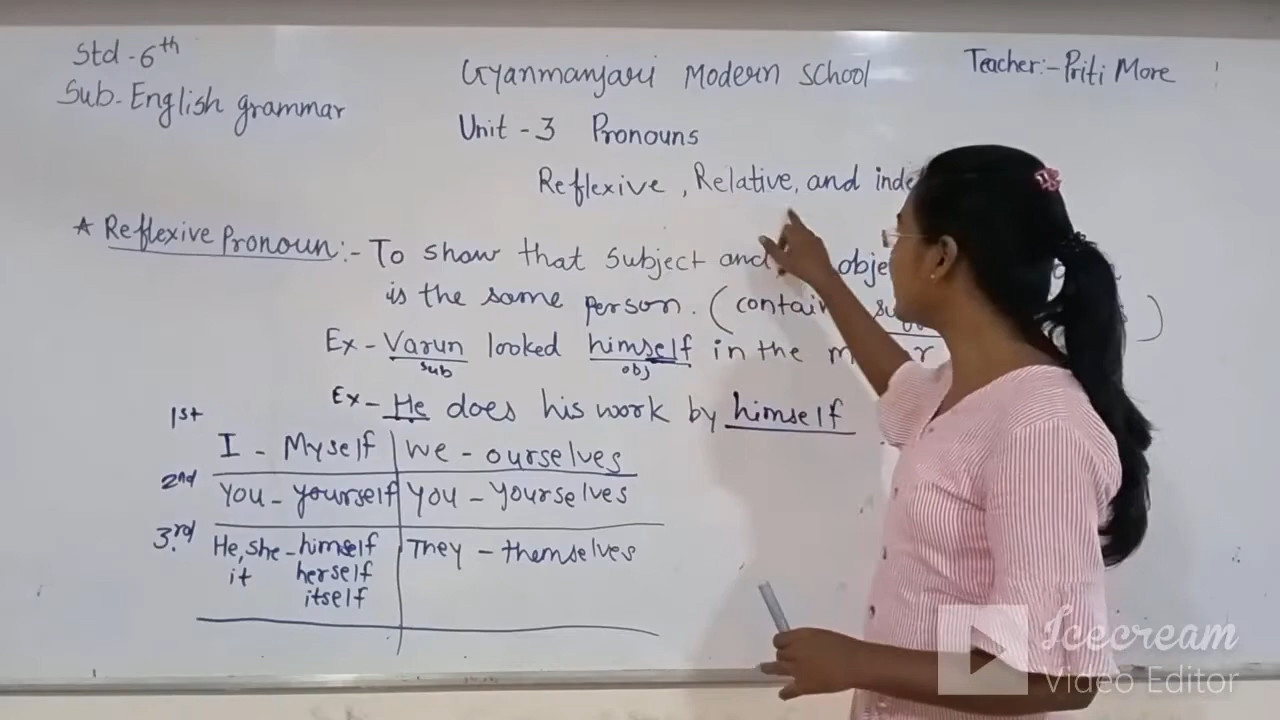 Std - 6th
Sub- English grammar
Gyanmanjari Modern School
Teacher:- Priti More
Unit - 3 Pronouns
Reflexive, Relative, and inde
* Reflexive Pronoun:- To show that subject and obje
is the same person. (contain )
Ex - Varun looked himself in the m r
sub obj
Ex - He does his work by himself
1st I - Myself We - ourselves
2nd You - yourself You - Yourselves
3rd He, she - himself They - themselves
it herself
itself
Icecream
Video Editor